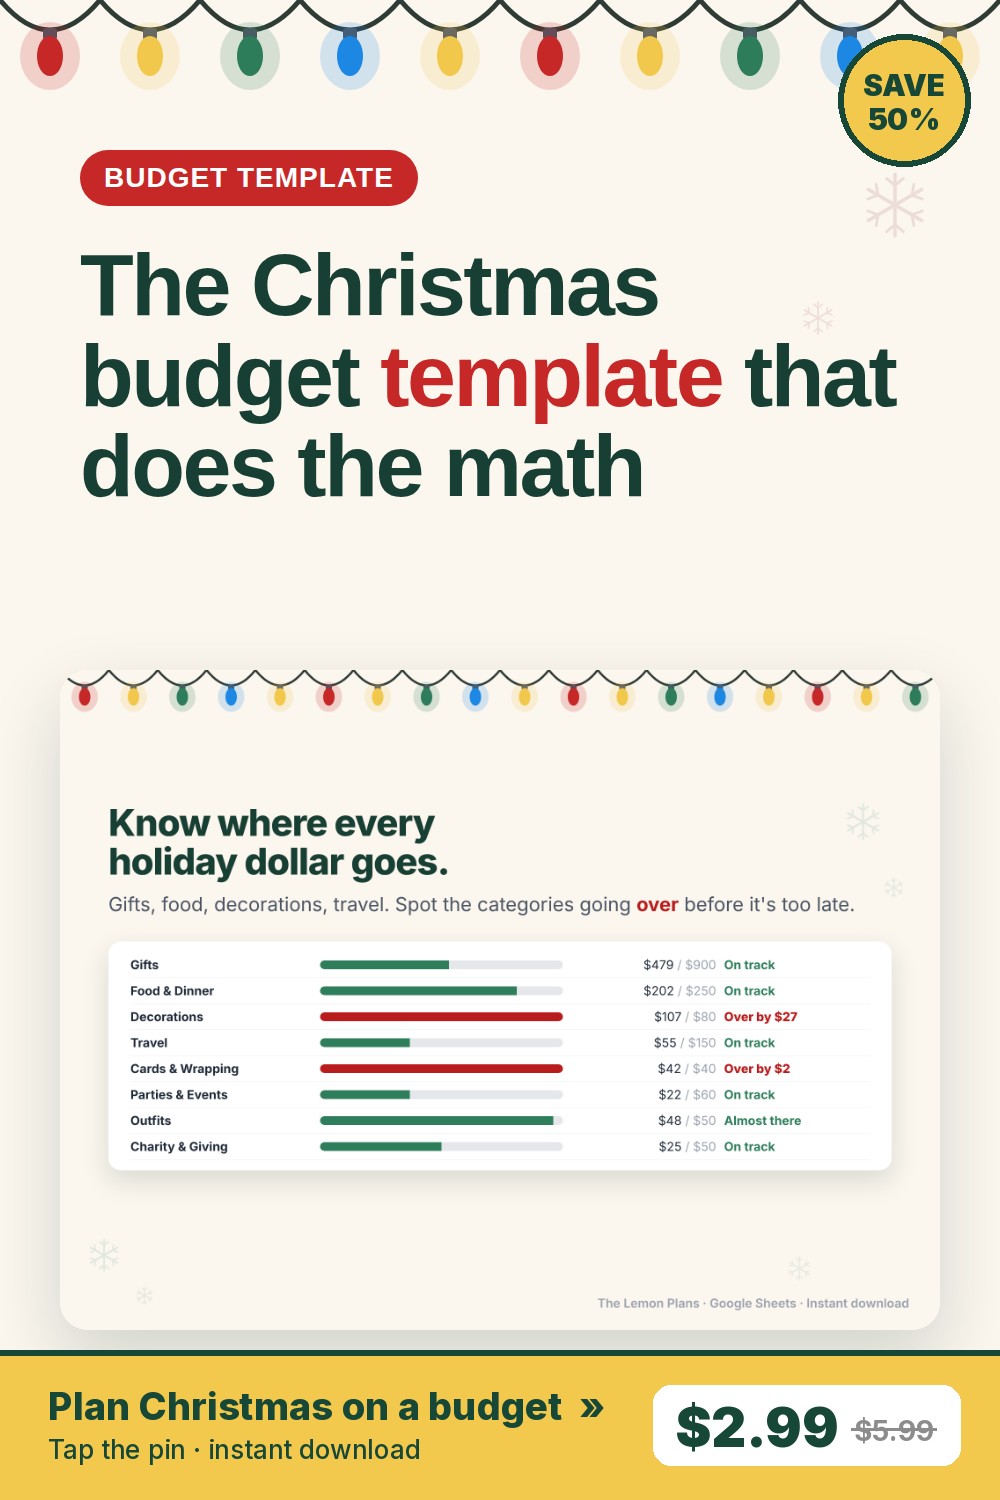 SAVE
50%
BUDGET TEMPLATE
The Christmas
budget template that
does the math
Know where every
holiday dollar goes.
Gifts, food, decorations, travel. Spot the categories going over before it's too late.
Gifts $479 / $900 On track
Food & Dinner $202 / $250 On track
Decorations $107 / $80 Over by $27
Travel $55 / $150 On track
Cards & Wrapping $42 / $40 Over by $2
Parties & Events $22 / $60 On track
Outfits $48 / $50 Almost there
Charity & Giving $25 / $50 On track
The Lemon Plans · Google Sheets · Instant download
Plan Christmas on a budget »
Tap the pin · instant download
$2.99 $5.99